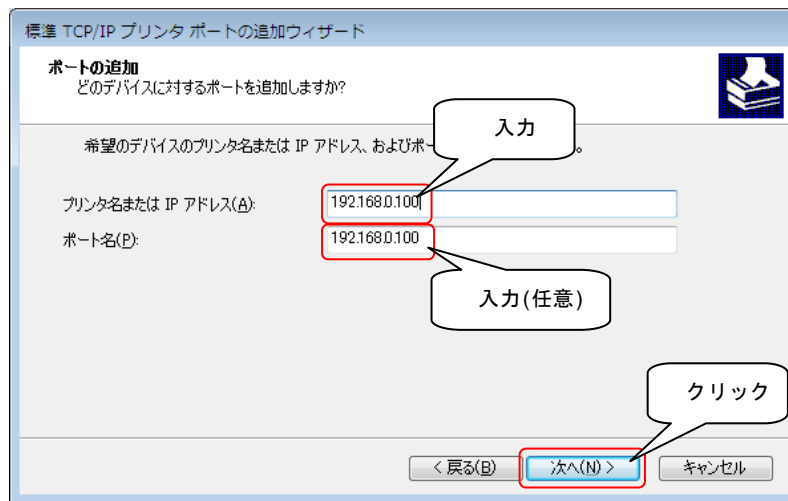 標準 TCP/IP プリンタ ポートの追加ウィザード
ポートの追加
どのデバイスに対するポートを追加しますか?
入力
希望のデバイスのプリンタ名または IP アドレス、およびポー 。
プリンタ名または IP アドレス(A): 192.168.0.100
ポート名(P): 192.168.0.100
入力(任意)
クリック
< 戻る(B) 次へ(N) > キャンセル